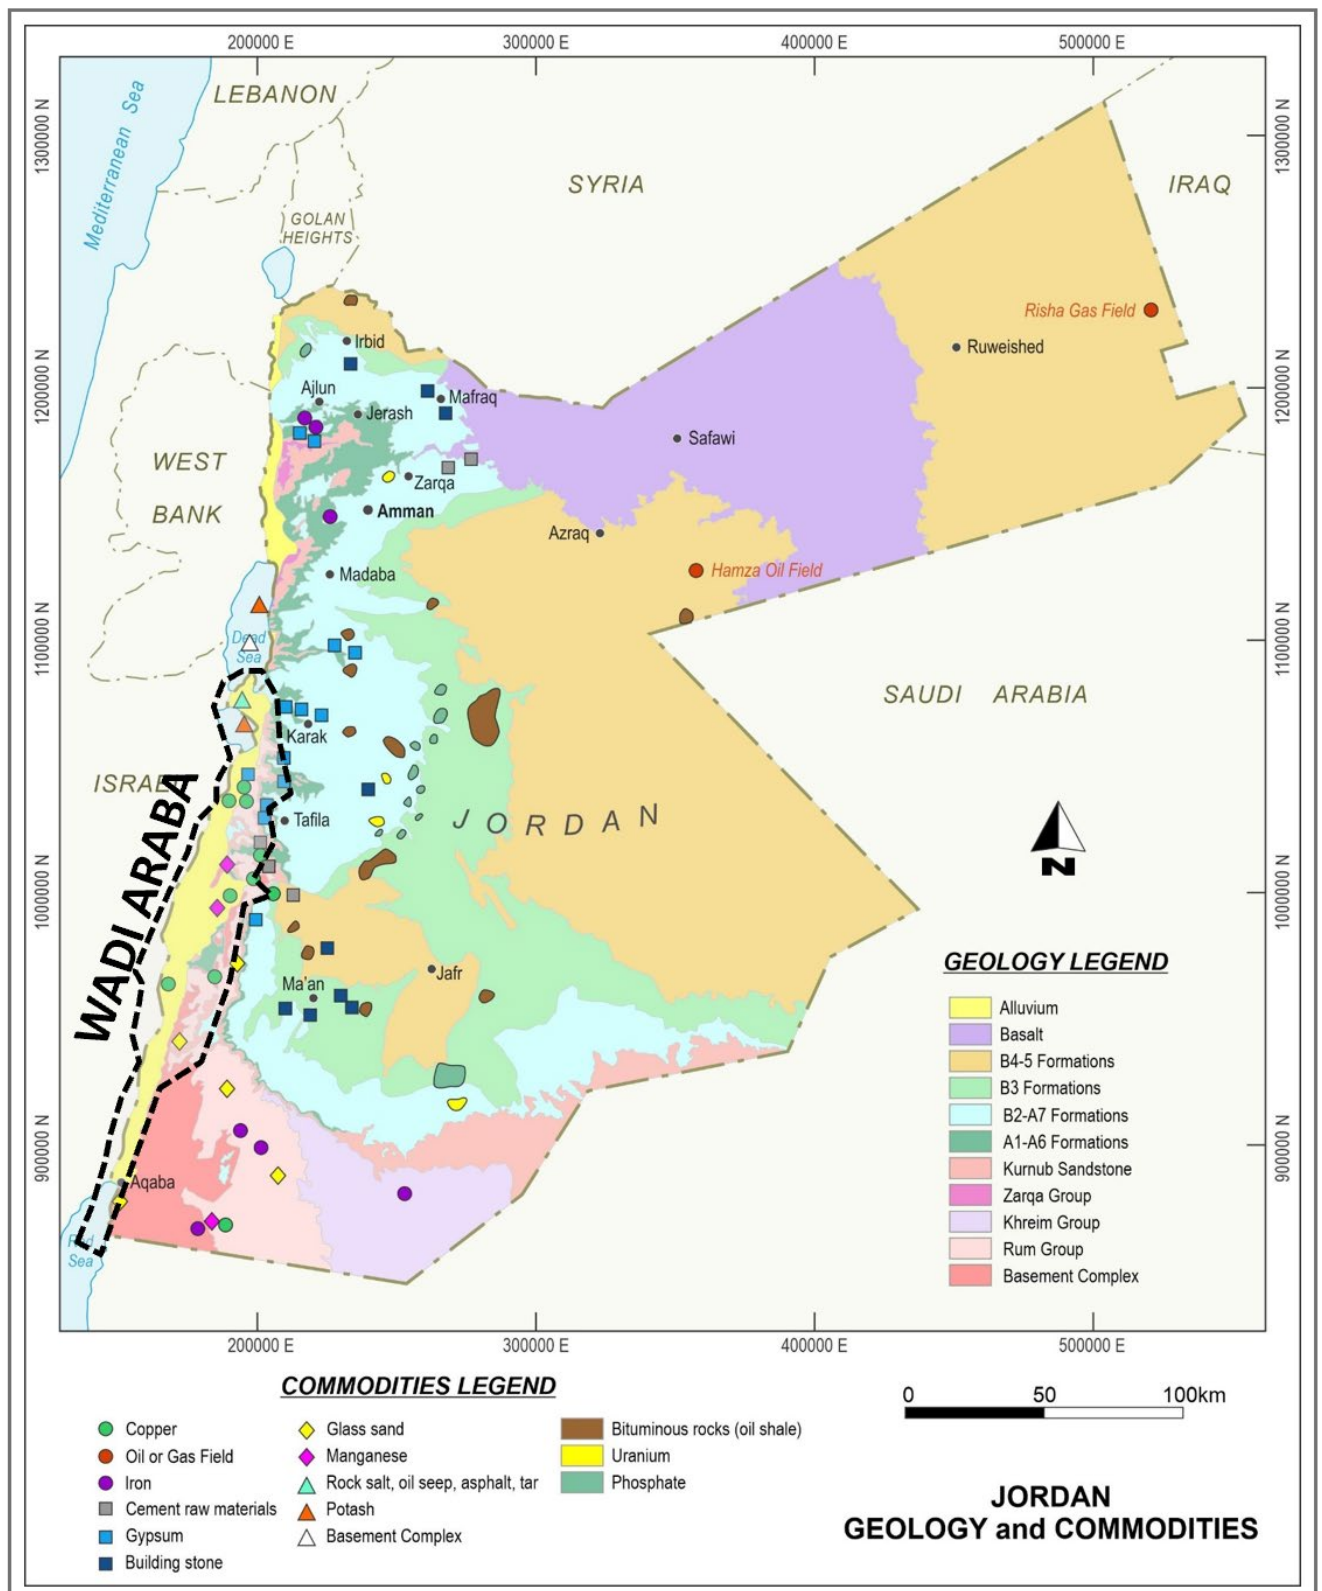 200000 E
300000 E
400000 E
500000 E
1300000 N
1300000 N
LEBANON
Mediterranean Sea
SYRIA
IRAQ
GOLAN
HEIGHTS
Risha Gas Field
Irbid
Ruweished
1200000 N
1200000 N
Ajlun
Mafraq
Jerash
Safawi
WEST
BANK
Zarqa
Amman
Azraq
Hamza Oil Field
Madaba
1100000 N
1100000 N
Dead
Sea
SAUDI ARABIA
Karak
ISRAE
WADI ARABA
Tafila
JORDAN
N
1000000 N
1000000 N
Jafr
Ma'an
GEOLOGY LEGEND
Alluvium
Basalt
B4-5 Formations
B3 Formations
B2-A7 Formations
A1-A6 Formations
Kurnub Sandstone
Zarqa Group
Khreim Group
Rum Group
Basement Complex
900000 N
900000 N
Aqaba
Red
Sea
200000 E
300000 E
400000 E
500000 E
COMMODITIES LEGEND
Copper
Oil or Gas Field
Iron
Cement raw materials
Gypsum
Building stone
Glass sand
Manganese
Rock salt, oil seep, asphalt, tar
Potash
Basement Complex
Bituminous rocks (oil shale)
Uranium
Phosphate
0 50 100km
JORDAN
GEOLOGY and COMMODITIES